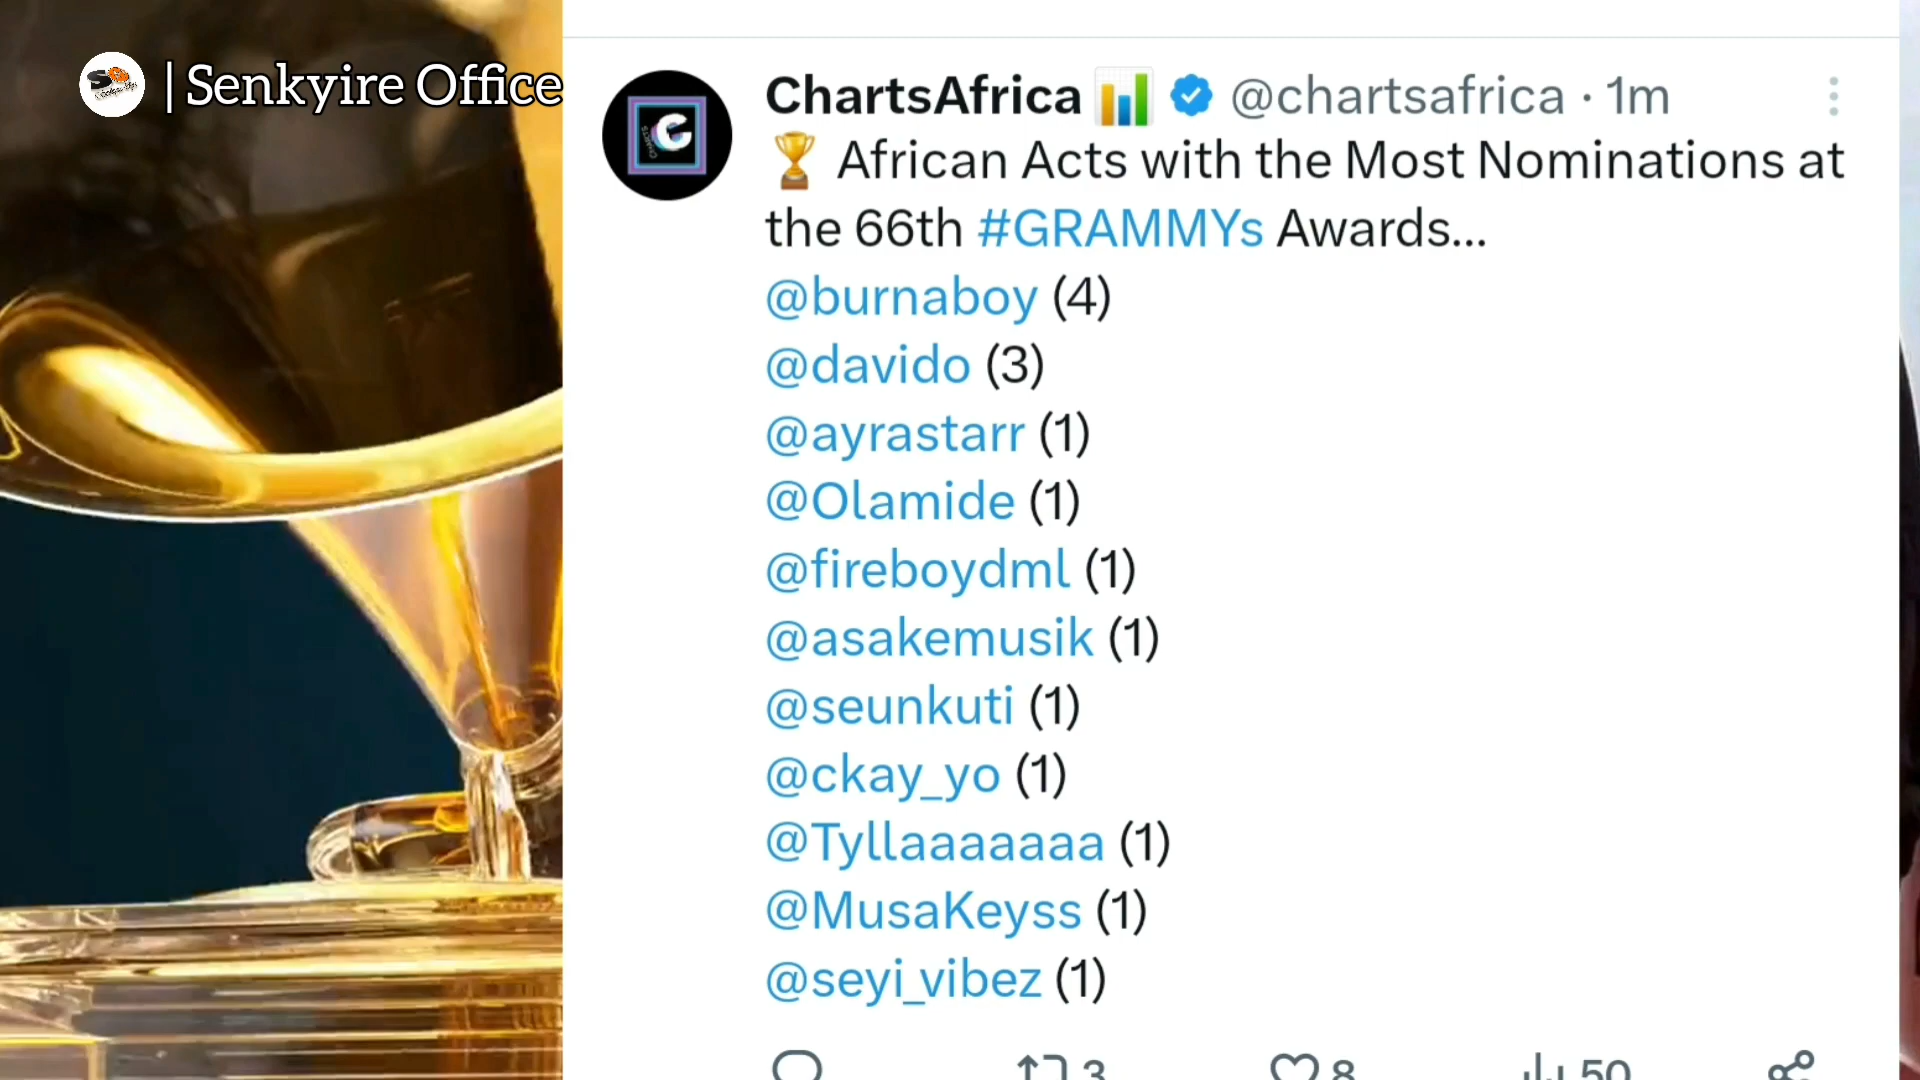 | Senkyire Office
ChartsAfrica 📊 @chartsafrica · 1m
🏆 African Acts with the Most Nominations at
the 66th #GRAMMYs Awards...
@burnaboy (4)
@davido (3)
@ayrastarr (1)
@Olamide (1)
@fireboydml (1)
@asakemusik (1)
@seunkuti (1)
@ckay_yo (1)
@Tyllaaaaaaa (1)
@MusaKeyss (1)
@seyi_vibez (1)
3 8 50